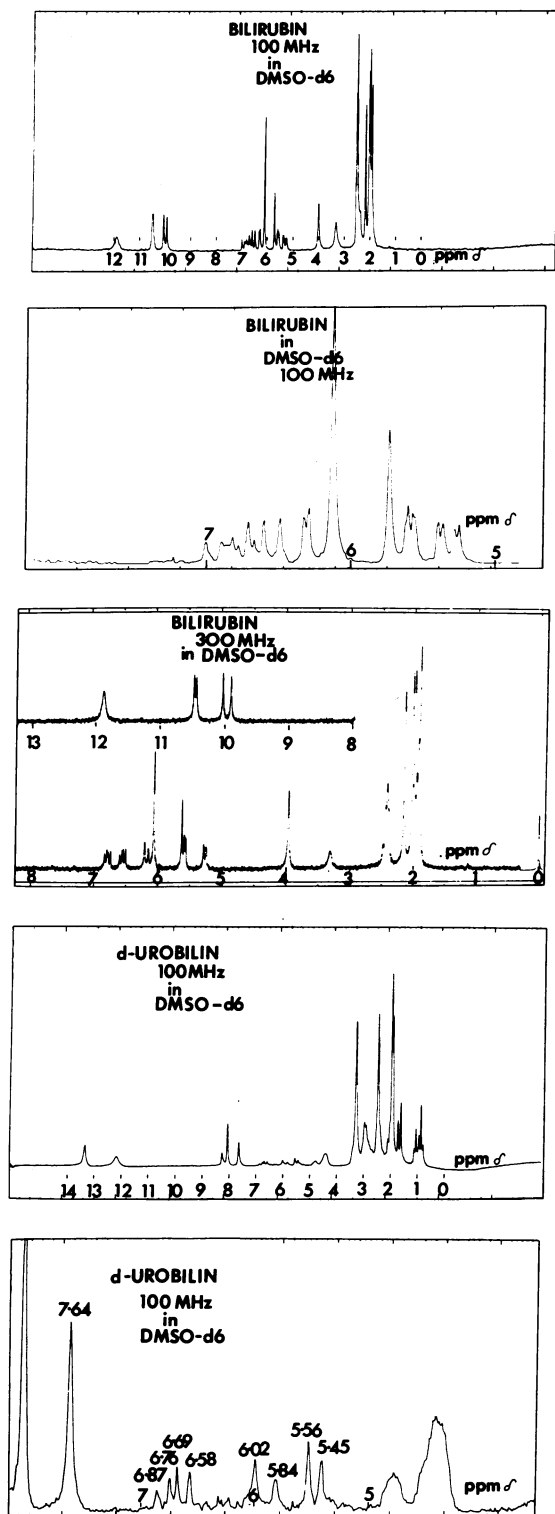 BILIRUBIN
100 MHz
in
DMSO-d6
12 11 10 9 8 7 6 5 4 3 2 1 0 ppm δ
BILIRUBIN
in
DMSO-d6
100 MHz
ppm δ
7 6 5
BILIRUBIN
300MHz
in DMSO-d6
13 12 11 10 9 8
ppm δ
8 7 6 5 4 3 2 1 0
d-UROBILIN
100MHz
in
DMSO-d6
ppm δ
14 13 12 11 10 9 8 7 6 5 4 3 2 1 0
d-UROBILIN
100 MHz
in
DMSO-d6
7·64
6·87
6·76
6·69
6·58
6·02
5·84
5·56
5·45
7 6 5
ppm δ